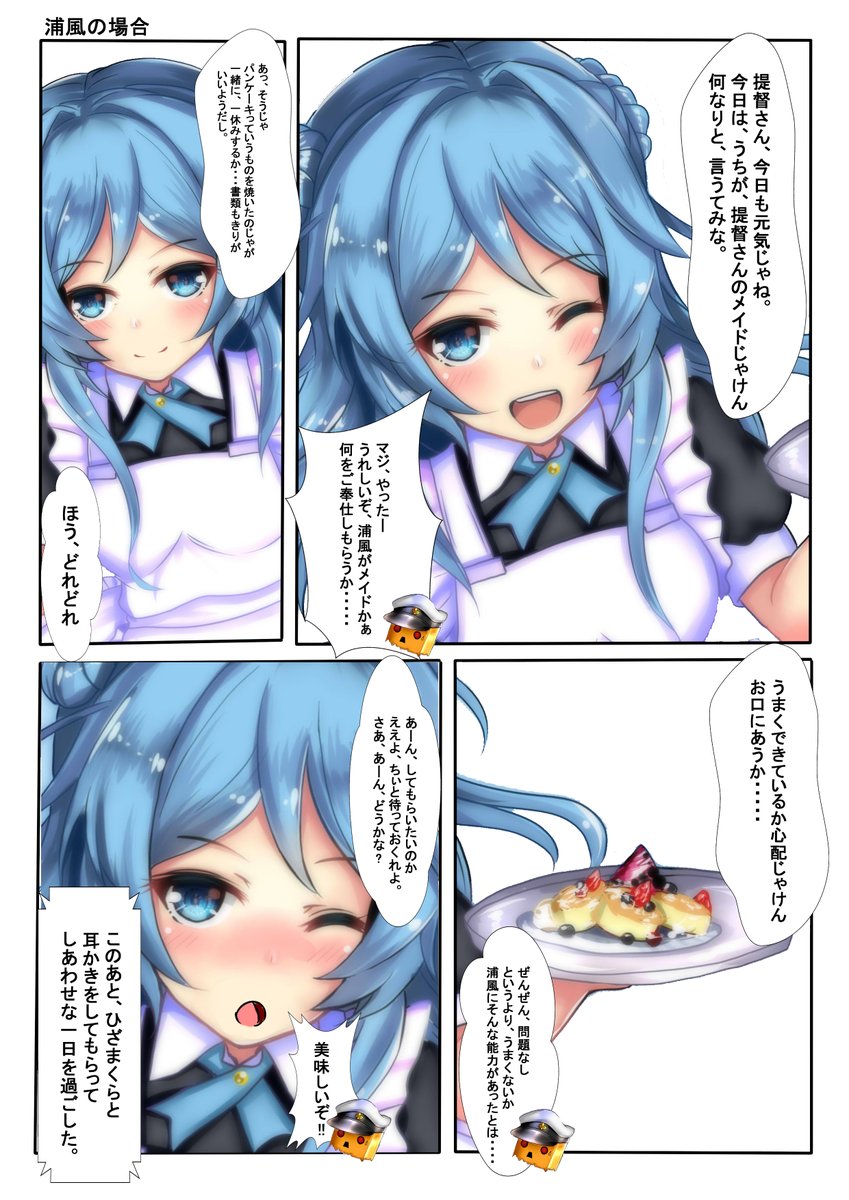 浦風の場合
提督さん、今日も元気じゃね。
今日は、うちが、提督さんのメイドじゃけん
何なりと、言うてみな。
マジ、やったー
うれしいぞ、浦風がメイドかぁ
何をご奉仕しもらうか・・・・・
あっ、そうじゃ
パンケーキっていうものを焼いたのじゃが
一緒に、一休みするか・・・書類もきりが
いいようだし。
ほう、どれどれ
うまくできているか心配じゃけん
お口にあうか・・・・・
ぜんぜん、問題なし
というより、うまくないか
浦風にそんな能力があったとは・・・・
あーん、してもらいたいのか
ええよ、ちぃと待っておくれよ。
さあ、あーん、どうかな？
美味しいぞ!!
このあと、ひざまくらと
耳かきをしてもらって
しあわせな一日を過ごした。